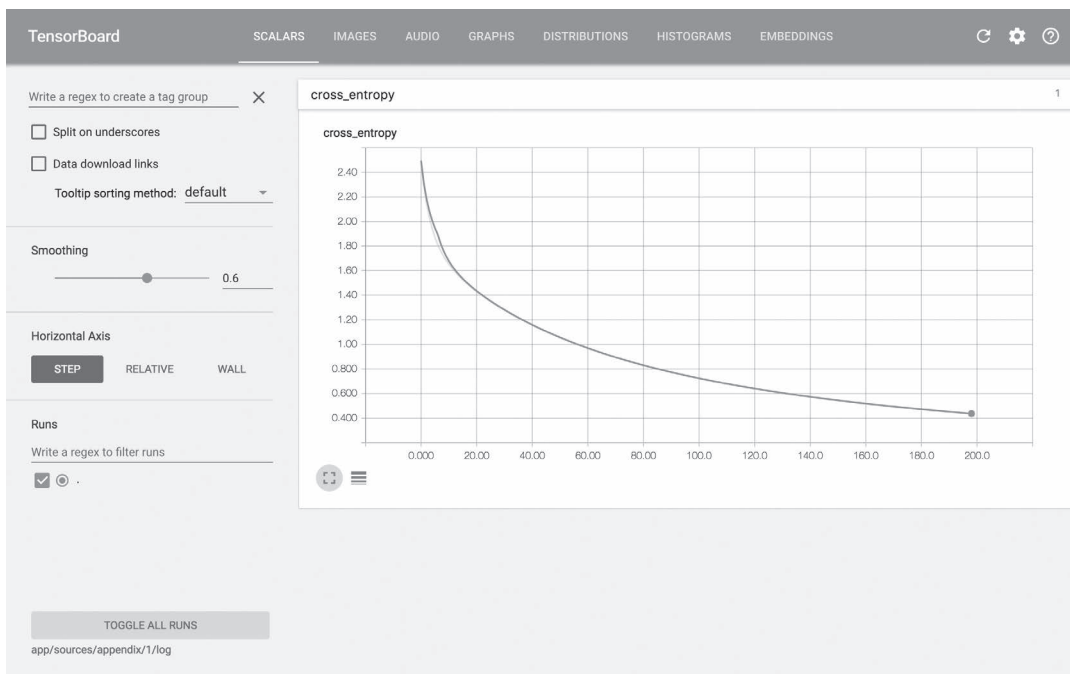 TensorBoard SCALARS IMAGES AUDIO GRAPHS DISTRIBUTIONS HISTOGRAMS EMBEDDINGS
Write a regex to create a tag group
Split on underscores
Data download links
Tooltip sorting method: default
Smoothing
0.6
Horizontal Axis
STEP RELATIVE WALL
Runs
Write a regex to filter runs
.
TOGGLE ALL RUNS
app/sources/appendix/1/log
cross_entropy 1
cross_entropy
2.40
2.20
2.00
1.80
1.60
1.40
1.20
1.00
0.800
0.600
0.400
0.000 20.00 40.00 60.00 80.00 100.0 120.0 140.0 160.0 180.0 200.0